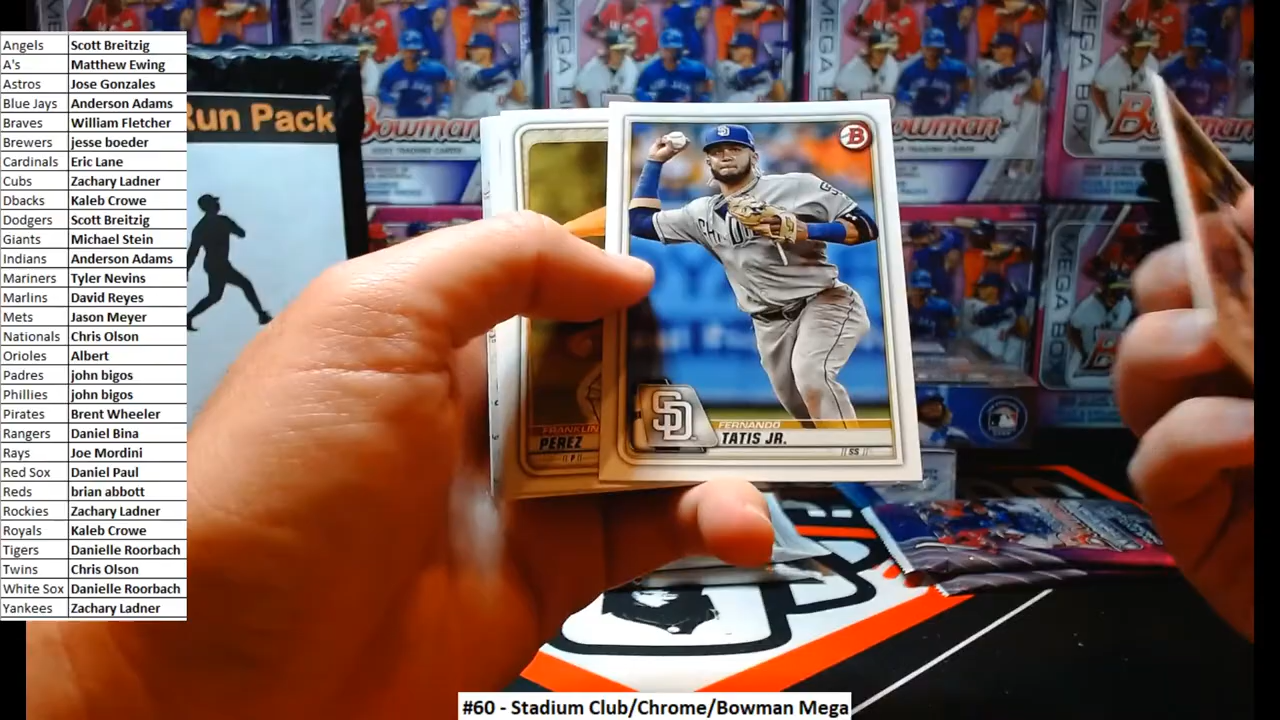 Angels Scott Breitzig
A's Matthew Ewing
Astros Jose Gonzales
Blue Jays Anderson Adams
Braves William Fletcher
Brewers jesse boeder
Cardinals Eric Lane
Cubs Zachary Ladner
Dbacks Kaleb Crowe
Dodgers Scott Breitzig
Giants Michael Stein
Indians Anderson Adams
Mariners Tyler Nevins
Marlins David Reyes
Mets Jason Meyer
Nationals Chris Olson
Orioles Albert
Padres john bigos
Phillies john bigos
Pirates Brent Wheeler
Rangers Daniel Bina
Rays Joe Mordini
Red Sox Daniel Paul
Reds brian abbott
Rockies Zachary Ladner
Royals Kaleb Crowe
Tigers Danielle Roorbach
Twins Chris Olson
White Sox Danielle Roorbach
Yankees Zachary Ladner
Run Pack
MEGA BOX
Bowman
Bowman
Bowman
MEGA BOX
B
SD
FERNANDO
TATIS JR.
SS
FRANKLIN
PEREZ
P
#60 - Stadium Club/Chrome/Bowman Mega